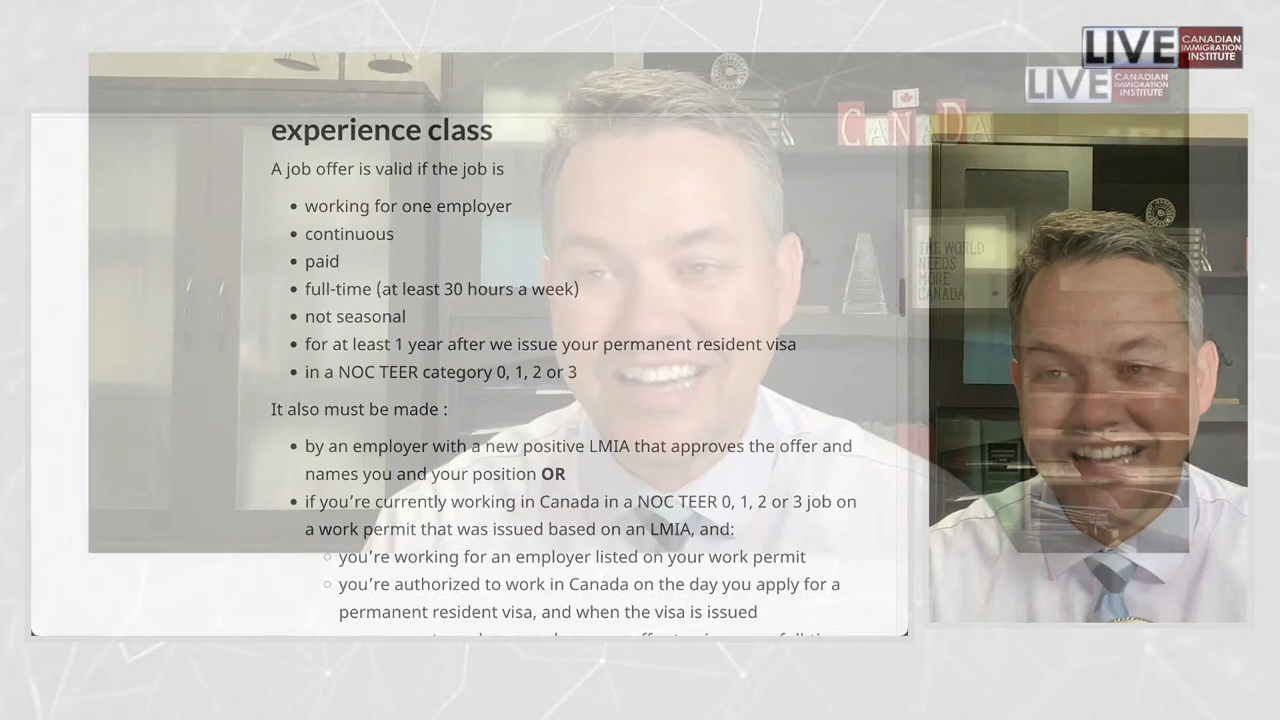 LIVE
CANADIAN
IMMIGRATION
INSTITUTE
LIVE
CANADIAN
IMMIGRATION
INSTITUTE
CANADA
THE WORLD
NEEDS
MORE
CANADA
experience class
A job offer is valid if the job is
• working for one employer
• continuous
• paid
• full-time (at least 30 hours a week)
• not seasonal
• for at least 1 year after we issue your permanent resident visa
• in a NOC TEER category 0, 1, 2 or 3
It also must be made :
• by an employer with a new positive LMIA that approves the offer and
names you and your position OR
• if you’re currently working in Canada in a NOC TEER 0, 1, 2 or 3 job on
a work permit that was issued based on an LMIA, and:
○ you’re working for an employer listed on your work permit
○ you’re authorized to work in Canada on the day you apply for a
permanent resident visa, and when the visa is issued